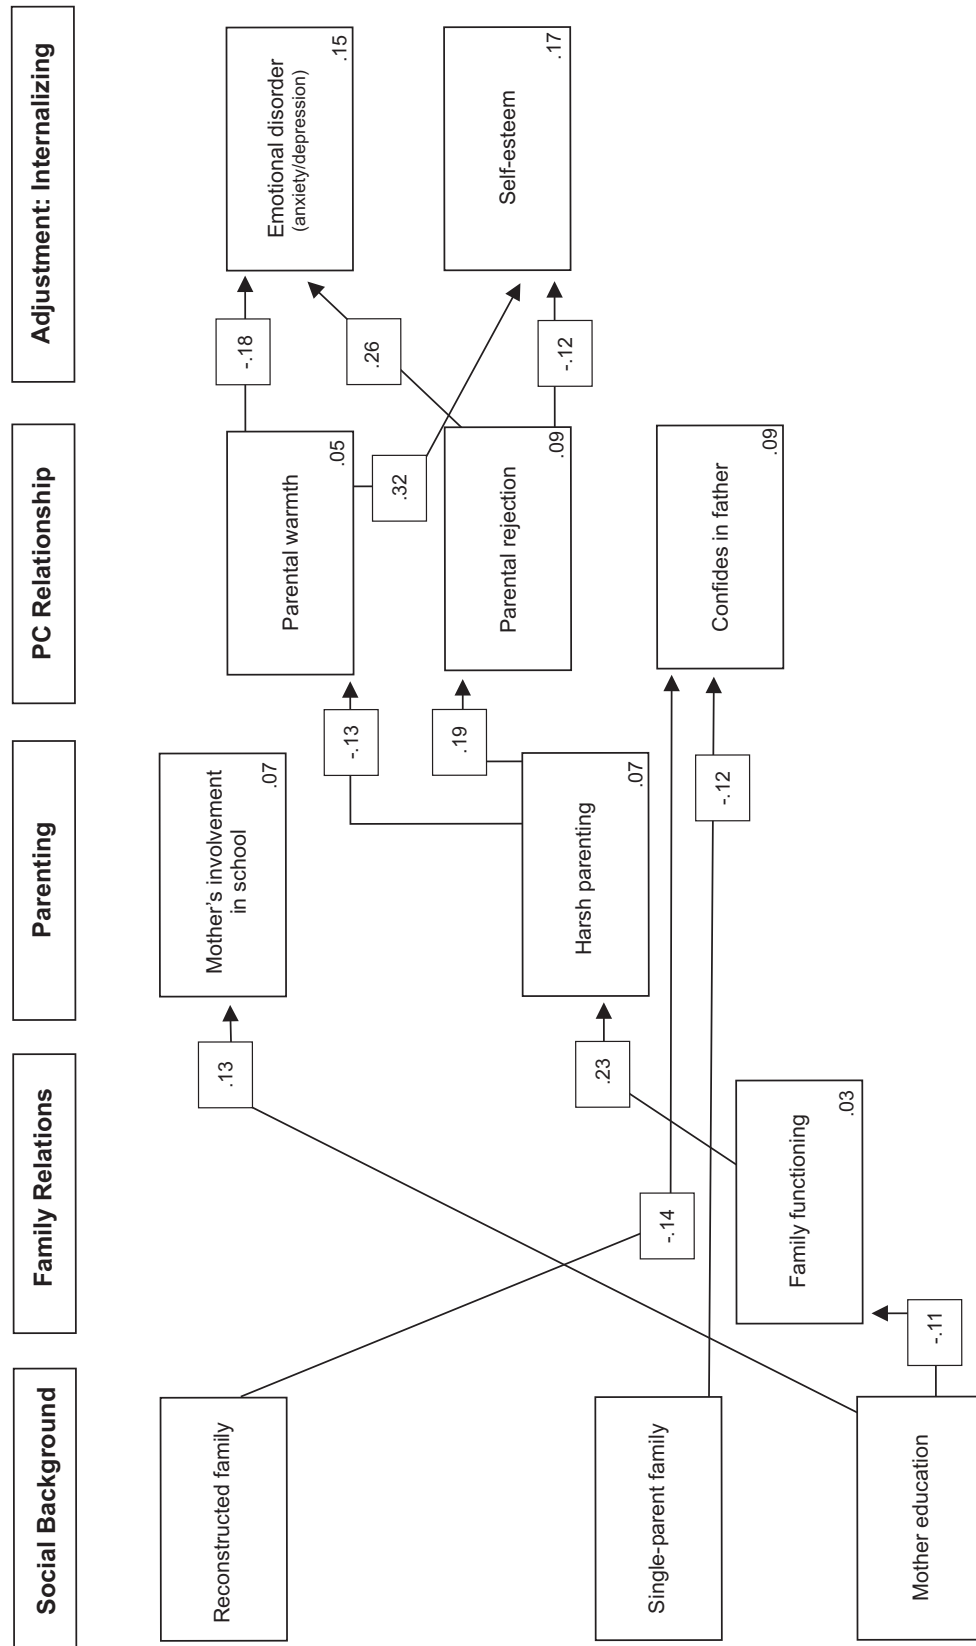 Social Background
Family Relations
Parenting
PC Relationship
Adjustment: Internalizing
Reconstructed family
Single-parent family
Mother education
-.11
Family functioning
.03
-.14
.13
.23
Mother's involvement
in school
.07
Harsh parenting
.07
-.12
-.13
.19
Parental warmth
.05
Parental rejection
.09
Confides in father
.09
.32
-.18
.26
-.12
Emotional disorder
(anxiety/depression)
.15
Self-esteem
.17